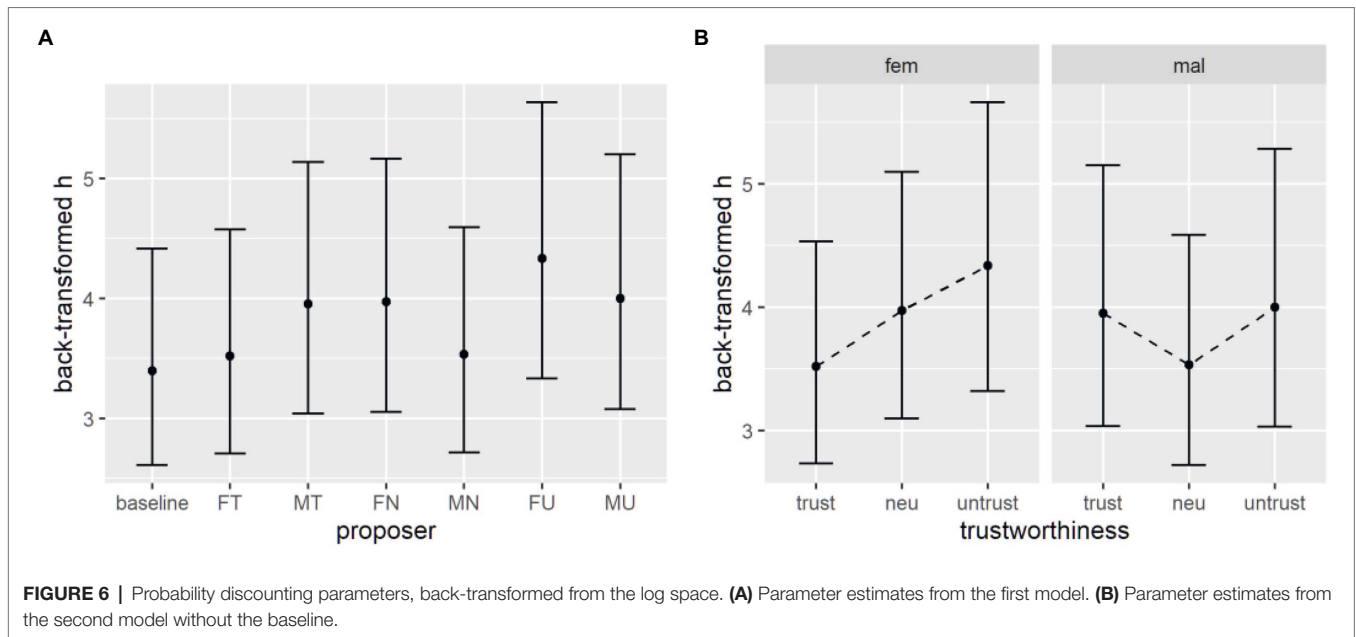 A
back-transformed h
5
4
3
baseline FT MT FN MN FU MU
proposer
B
fem mal
back-transformed h
5
4
3
trust neu untrust trust neu untrust
trustworthiness
FIGURE 6 | Probability discounting parameters, back-transformed from the log space. (A) Parameter estimates from the first model. (B) Parameter estimates from
the second model without the baseline.